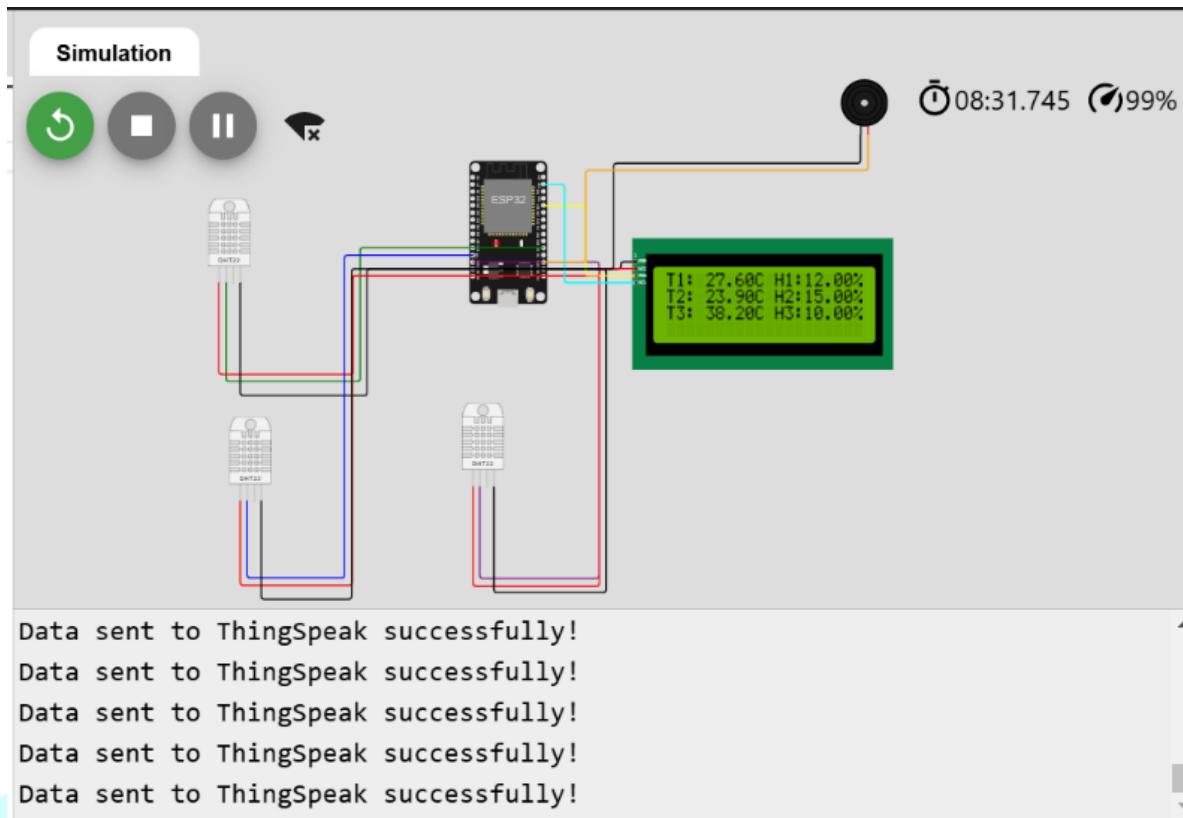 Simulation
08:31.745 99%
ESP32
DHT22
T1: 27.60C H1:12.00%
T2: 23.90C H2:15.00%
T3: 38.20C H3:10.00%
DHT22
DHT22
Data sent to ThingSpeak successfully!
Data sent to ThingSpeak successfully!
Data sent to ThingSpeak successfully!
Data sent to ThingSpeak successfully!
Data sent to ThingSpeak successfully!